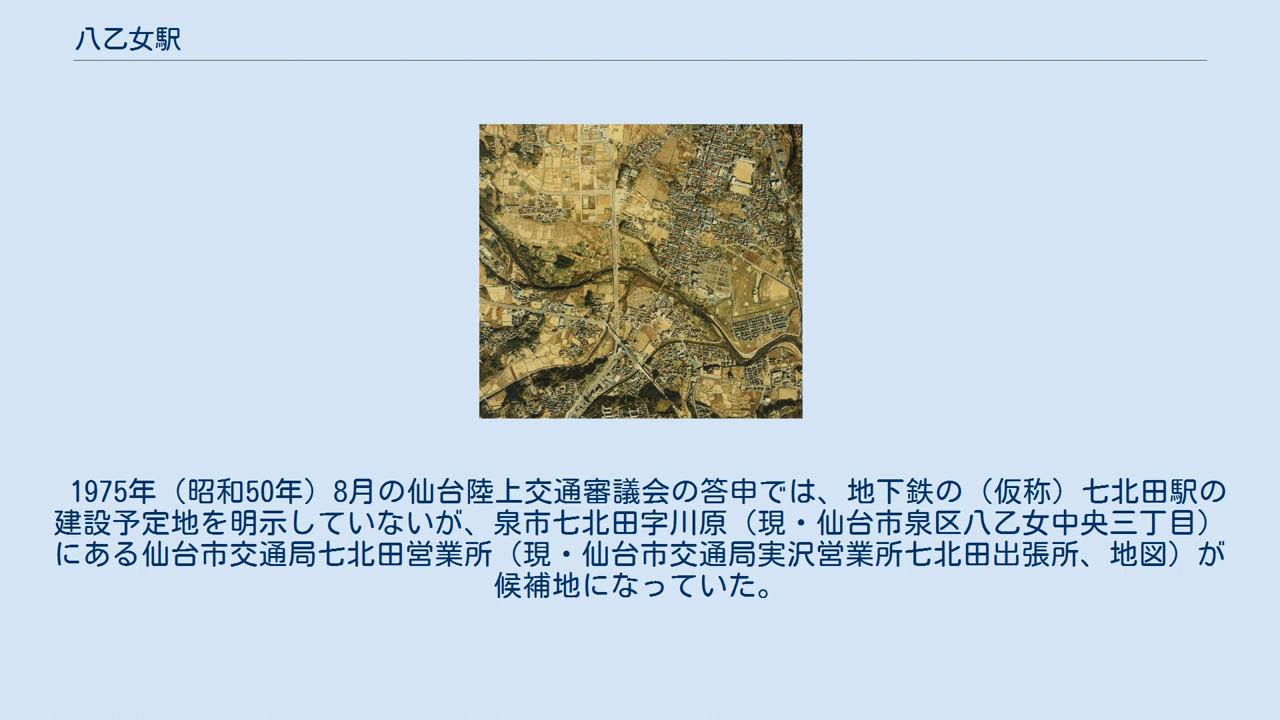 八乙女駅
1975年（昭和50年）8月の仙台陸上交通審議会の答申では、地下鉄の（仮称）七北田駅の
建設予定地を明示していないが、泉市七北田字川原（現・仙台市泉区八乙女中央三丁目）
にある仙台市交通局七北田営業所（現・仙台市交通局実沢営業所七北田出張所、地図）が
候補地になっていた。